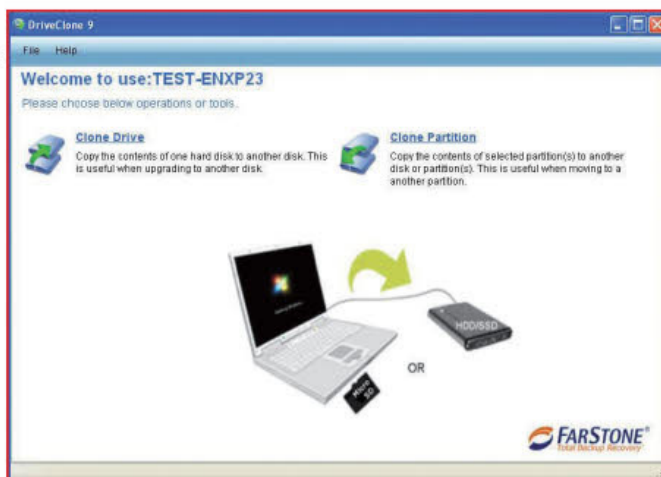 DriveClone 9
File Help
Welcome to use:TEST-ENXP23
Please choose below operations or tools.
Clone Drive
Copy the contents of one hard disk to another disk. This
is useful when upgrading to another disk.
Clone Partition
Copy the contents of selected partition(s) to another
disk or partition(s). This is useful when moving to a
another partition.
HDD/SSD
OR
Micro
SD
FARSTONE®
Total Backup Recovery